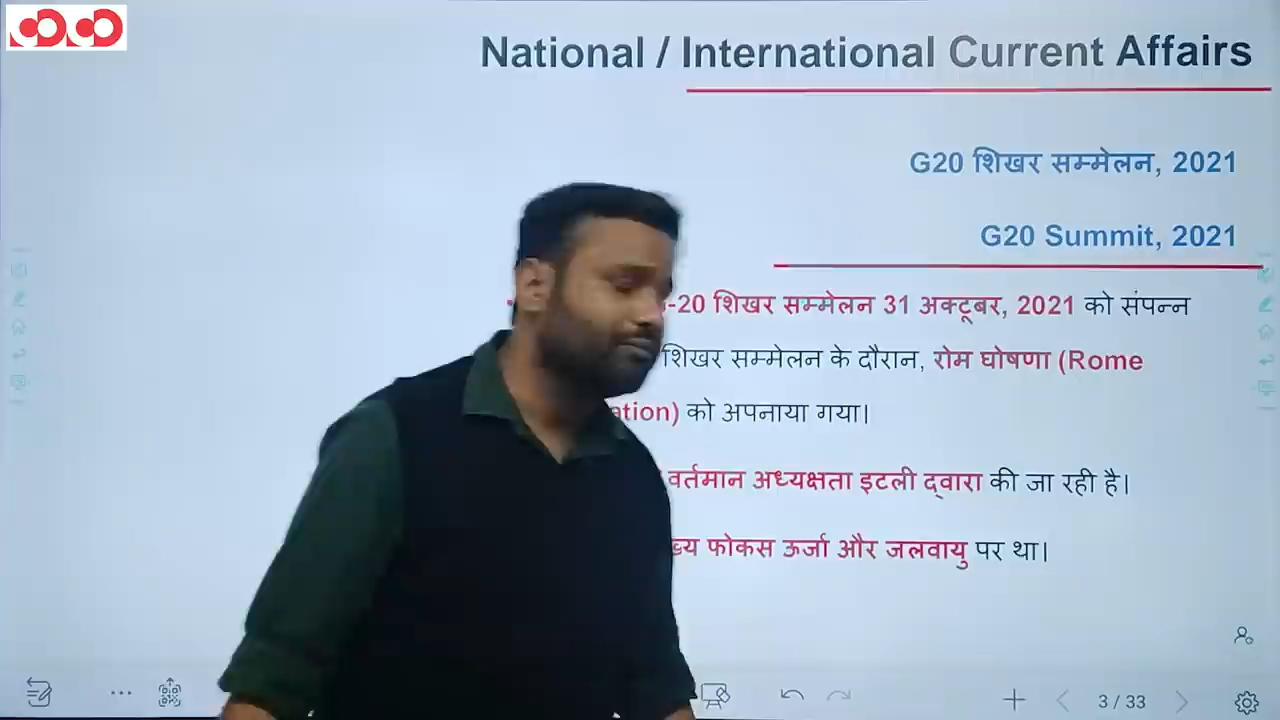 National / International Current Affairs
G20 शिखर सम्मेलन, 2021
G20 Summit, 2021
-20 शिखर सम्मेलन 31 अक्टूबर, 2021 को संपन्न
शिखर सम्मेलन के दौरान, रोम घोषणा (Rome
ation) को अपनाया गया।
वर्तमान अध्यक्षता इटली द्वारा की जा रही है।
ख्य फोकस ऊर्जा और जलवायु पर था।
3 / 33